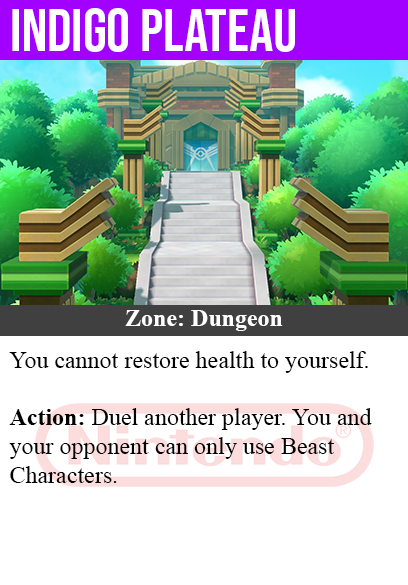 INDIGO PLATEAU
Zone: Dungeon
You cannot restore health to yourself.
Action: Duel another player. You and
your opponent can only use Beast
Characters.
Nintendo®